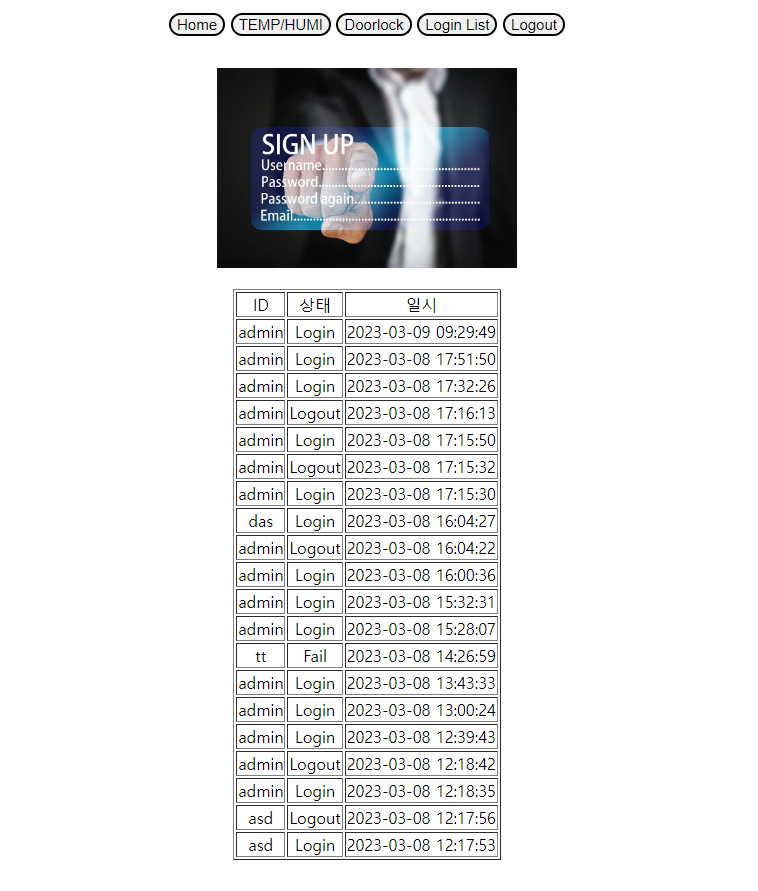 Home TEMP/HUMI Doorlock Login List Logout
SIGN UP
Username
Password
Password again
Email
ID 상태 일시
admin Login 2023-03-09 09:29:49
admin Login 2023-03-08 17:51:50
admin Login 2023-03-08 17:32:26
admin Logout 2023-03-08 17:16:13
admin Login 2023-03-08 17:15:50
admin Logout 2023-03-08 17:15:32
admin Login 2023-03-08 17:15:30
das Login 2023-03-08 16:04:27
admin Logout 2023-03-08 16:04:22
admin Login 2023-03-08 16:00:36
admin Login 2023-03-08 15:32:31
admin Login 2023-03-08 15:28:07
tt Fail 2023-03-08 14:26:59
admin Login 2023-03-08 13:43:33
admin Login 2023-03-08 13:00:24
admin Login 2023-03-08 12:39:43
admin Logout 2023-03-08 12:18:42
admin Login 2023-03-08 12:18:35
asd Logout 2023-03-08 12:17:56
asd Login 2023-03-08 12:17:53